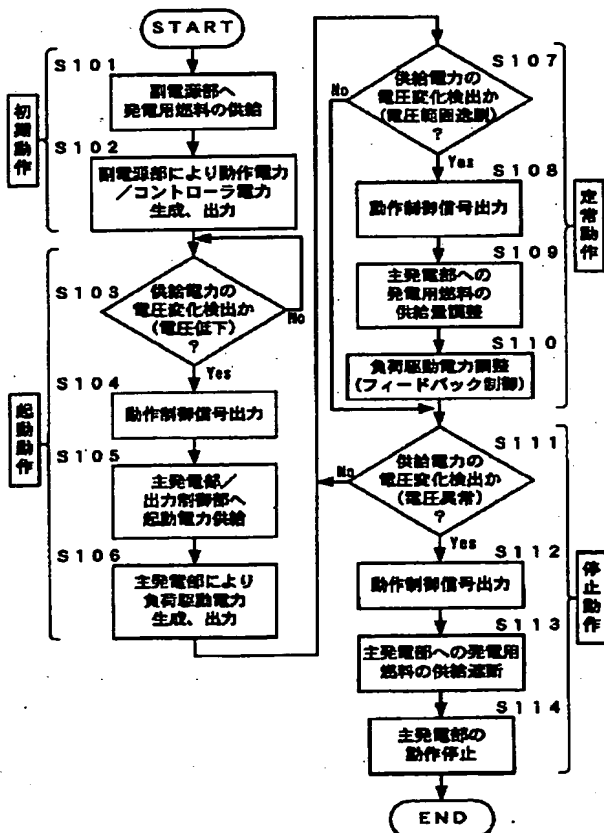 START
初期動作
S101
副電源部へ
発電用燃料の供給
S102
副電源部により動作電力
/コントローラ電力
生成、出力
起動動作
S103
供給電力の
電圧変化検出か
(電圧低下)
?
No
Yes
S104
動作制御信号出力
S105
主発電部/
出力制御部へ
起動電力供給
S106
主発電部により
負荷駆動電力
生成、出力
定常動作
S107
供給電力の
電圧変化検出か
(電圧範囲逸脱)
?
No
Yes
S108
動作制御信号出力
S109
主発電部への
発電用燃料の
供給量調整
S110
負荷駆動電力調整
(フィードバック制御)
停止動作
S111
供給電力の
電圧変化検出か
(電圧異常)
?
No
Yes
S112
動作制御信号出力
S113
主発電部への発電用
燃料の供給遮断
S114
主発電部の
動作停止
END